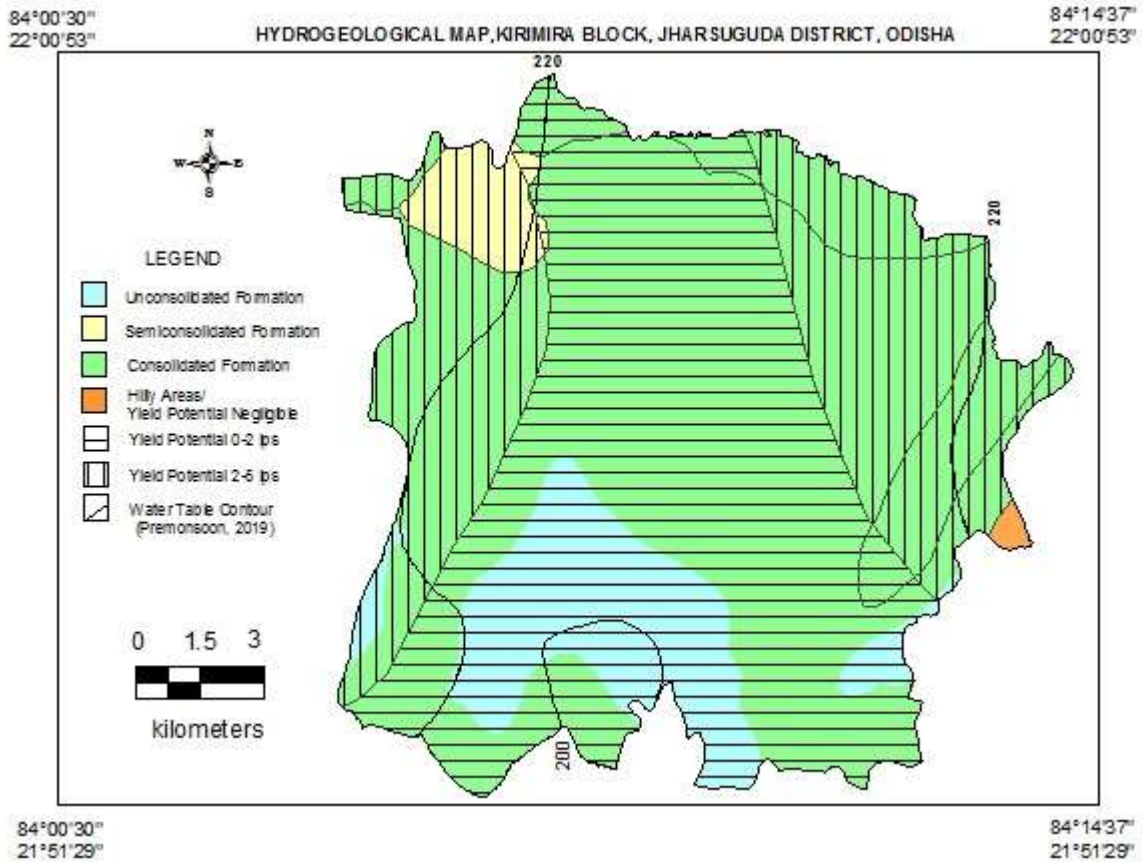 84°00'30"
22°00'53"
HYDROGEOLOGICAL MAP,KIRIMIRA BLOCK, JHARSUGUDA DISTRICT, ODISHA
84°14'37"
22°00'53"
220
N
W E
S
220
LEGEND
Unconsolidated Formation
Semiconsolidated Formation
Consolidated Formation
Hilly Areas/
Yield Potential Negligible
Yield Potential 0-2 lps
Yield Potential 2-5 lps
Water Table Contour
(Premonsoon, 2019)
0 1.5 3
kilometers
200
84°00'30"
21°51'29"
84°14'37"
21°51'29"